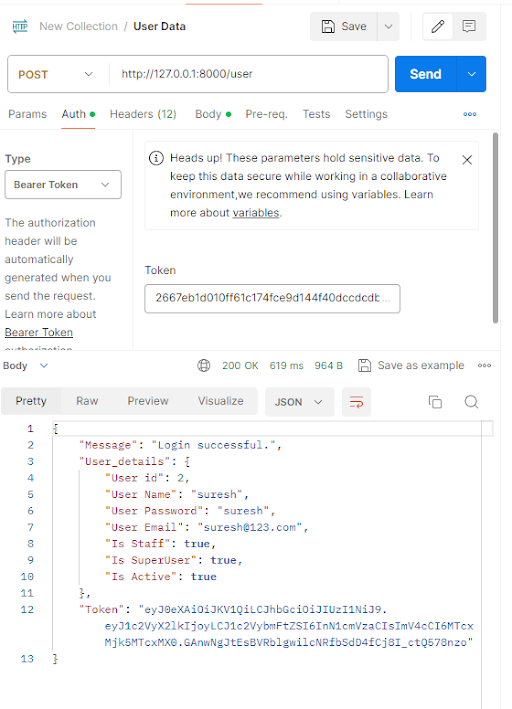 HTTP New Collection / User Data Save
POST http://127.0.0.1:8000/user Send
Params Auth Headers (12) Body Pre-req. Tests Settings
Type
Bearer Token
The authorization
header will be
automatically
generated when you
send the request.
Learn more about
Bearer Token
authorization.
Heads up! These parameters hold sensitive data. To
keep this data secure while working in a collaborative
environment,we recommend using variables. Learn
more about variables.
Token
2667eb1d010ff61c174fce9d144f40dccdcdb...
Body 200 OK 619 ms 964 B Save as example
Pretty Raw Preview Visualize JSON
1 {
2 "Message": "Login successful.",
3 "User_details": {
4 "User id": 2,
5 "User Name": "suresh",
6 "User Password": "suresh",
7 "User Email": "suresh@123.com",
8 "Is Staff": true,
9 "Is SuperUser": true,
10 "Is Active": true
11 },
12 "Token": "eyJ0eXAiOiJKV1QiLCJhbGciOiJIUzI1NiJ9.
eyJ1c2VyX2lkIjoyLCJ1c2VybmFtZSI6InN1cmVzaCIsImV4cCI6MTcx
Mjk5MTcxMX0.GAnwNgJtEsBVRblgwilcNRfbSdD4fCj8I_ctQ578nzo"
13 }